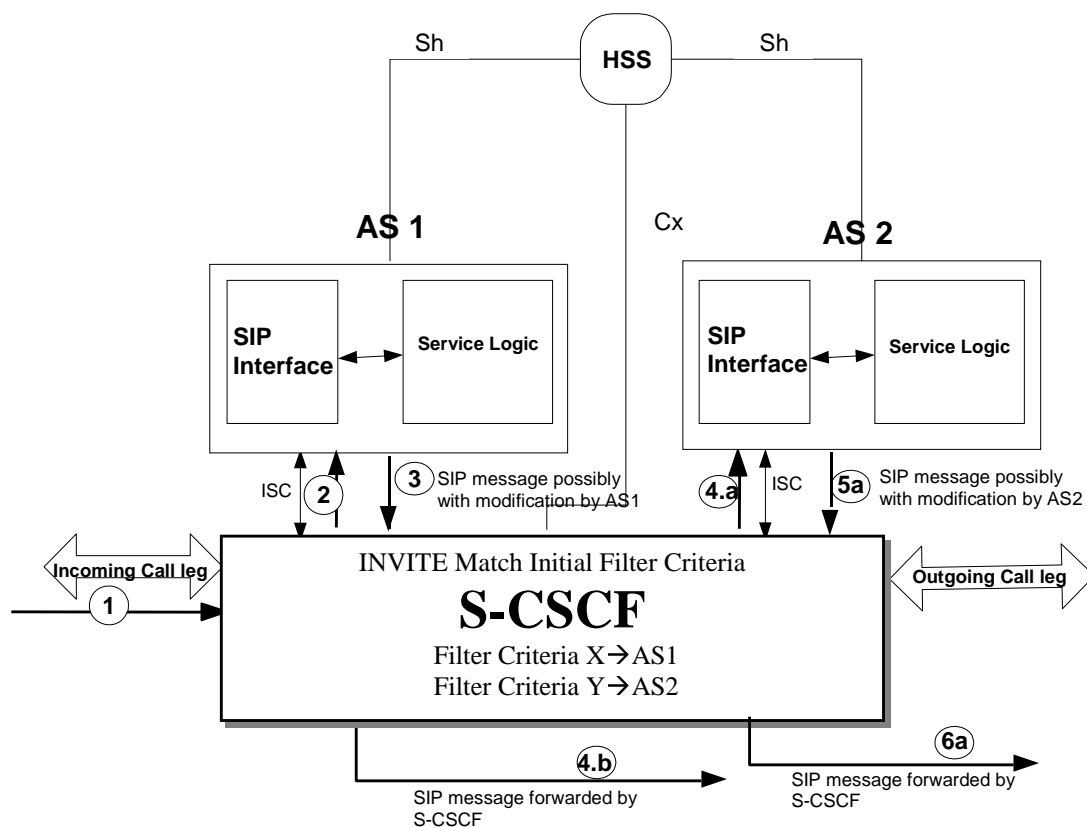 Sh
Sh
HSS
AS 1
Cx
AS 2
SIP
Interface
Service Logic
SIP
Interface
Service Logic
ISC
2
3
SIP message possibly
with modification by AS1
4.a
ISC
5a
SIP message possibly
with modification by AS2
Incoming Call leg
1
INVITE Match Initial Filter Criteria
S-CSCF
Filter Criteria X→AS1
Filter Criteria Y→AS2
Outgoing Call leg
4.b
SIP message forwarded by
S-CSCF
6a
SIP message forwarded by
S-CSCF